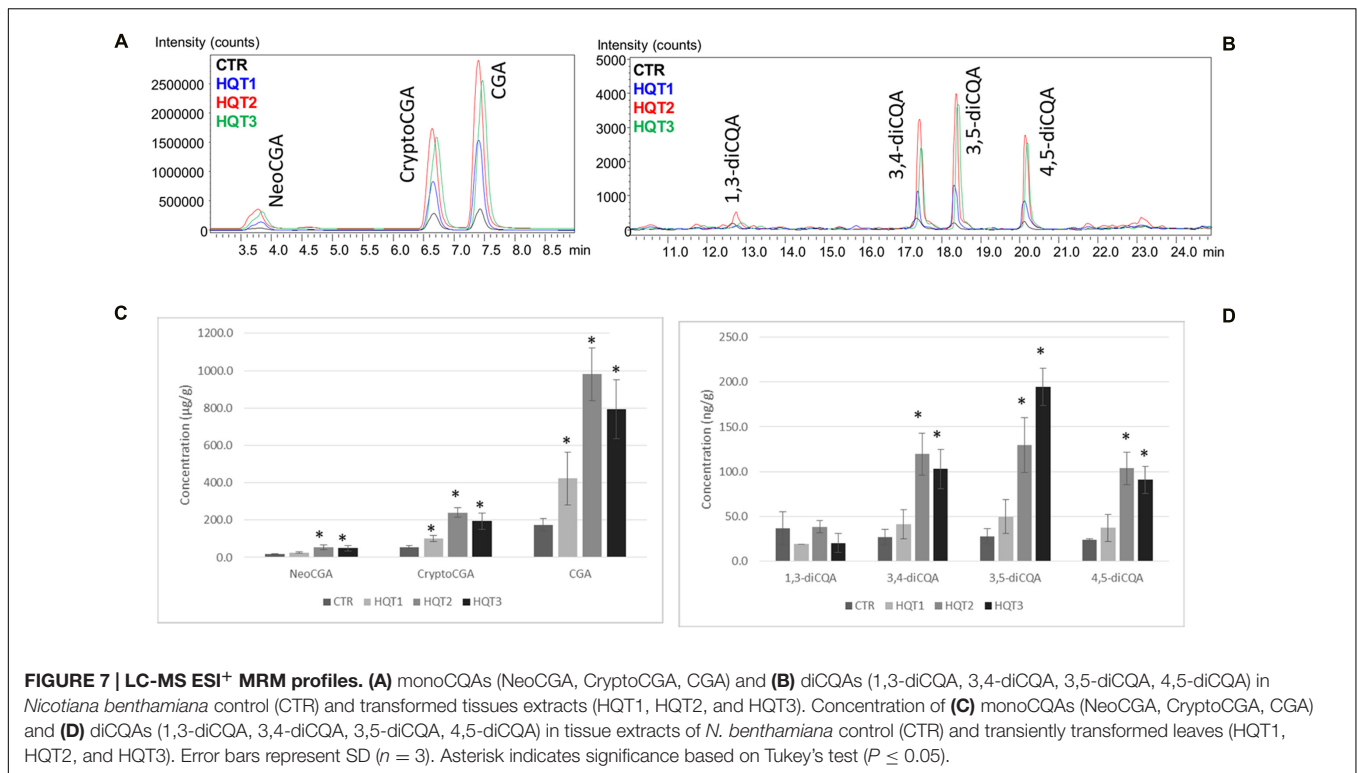 A
Intensity (counts)
CTR
HQT1
HQT2
HQT3
2500000
2000000
1500000
1000000
500000
0
NeoCGA
CryptoCGA
CGA
3.5 4.0 4.5 5.0 5.5 6.0 6.5 7.0 7.5 8.0 8.5 min
Intensity (counts)
B
5000
4000
3000
2000
1000
0
CTR
HQT1
HQT2
HQT3
1,3-diCQA
3,4-diCQA
3,5-diCQA
4,5-diCQA
11.0 12.0 13.0 14.0 15.0 16.0 17.0 18.0 19.0 20.0 21.0 22.0 23.0 24.0 min
C
Concentration (µg/g)
1200.0
1000.0
800.0
600.0
400.0
200.0
0.0
* * * * * * * *
NeoCGA CryptoCGA CGA
CTR HQT1 HQT2 HQT3
D
Concentration (ng/g)
250.0
200.0
150.0
100.0
50.0
0.0
* * * * * *
1,3-diCQA 3,4-diCQA 3,5-diCQA 4,5-diCQA
CTR HQT1 HQT2 HQT3
FIGURE 7 | LC-MS ESI+ MRM profiles. (A) monoCQAs (NeoCGA, CryptoCGA, CGA) and (B) diCQAs (1,3-diCQA, 3,4-diCQA, 3,5-diCQA, 4,5-diCQA) in
Nicotiana benthamiana control (CTR) and transformed tissues extracts (HQT1, HQT2, and HQT3). Concentration of (C) monoCQAs (NeoCGA, CryptoCGA, CGA)
and (D) diCQAs (1,3-diCQA, 3,4-diCQA, 3,5-diCQA, 4,5-diCQA) in tissue extracts of N. benthamiana control (CTR) and transiently transformed leaves (HQT1,
HQT2, and HQT3). Error bars represent SD (n = 3). Asterisk indicates significance based on Tukey's test (P ≤ 0.05).